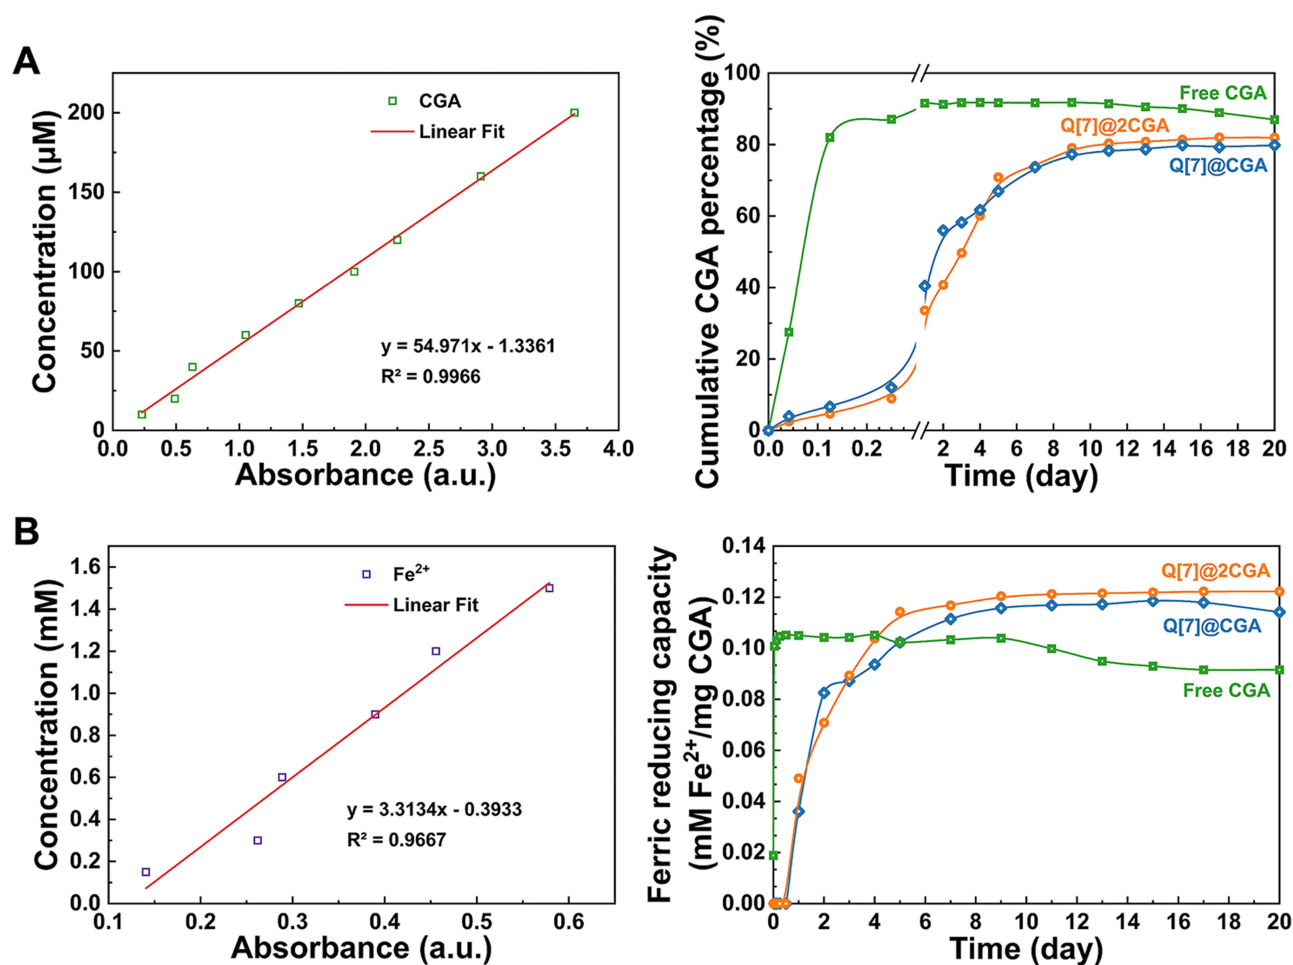 A
Concentration (μM)
200
150
100
50
0
CGA
Linear Fit
y = 54.971x - 1.3361
R² = 0.9966
0.0 0.5 1.0 1.5 2.0 2.5 3.0 3.5 4.0
Absorbance (a.u.)
Cumulative CGA percentage (%)
100
80
60
40
20
0
Free CGA
Q[7]@2CGA
Q[7]@CGA
0.0 0.1 0.2 2 4 6 8 10 12 14 16 18 20
Time (day)
B
Concentration (mM)
1.6
1.4
1.2
1.0
0.8
0.6
0.4
0.2
0.0
Fe²⁺
Linear Fit
y = 3.3134x - 0.3933
R² = 0.9667
0.1 0.2 0.3 0.4 0.5 0.6
Absorbance (a.u.)
Ferric reducing capacity
(mM Fe²⁺/mg CGA)
0.14
0.12
0.10
0.08
0.06
0.04
0.02
0.00
Q[7]@2CGA
Q[7]@CGA
Free CGA
0 2 4 6 8 10 12 14 16 18 20
Time (day)